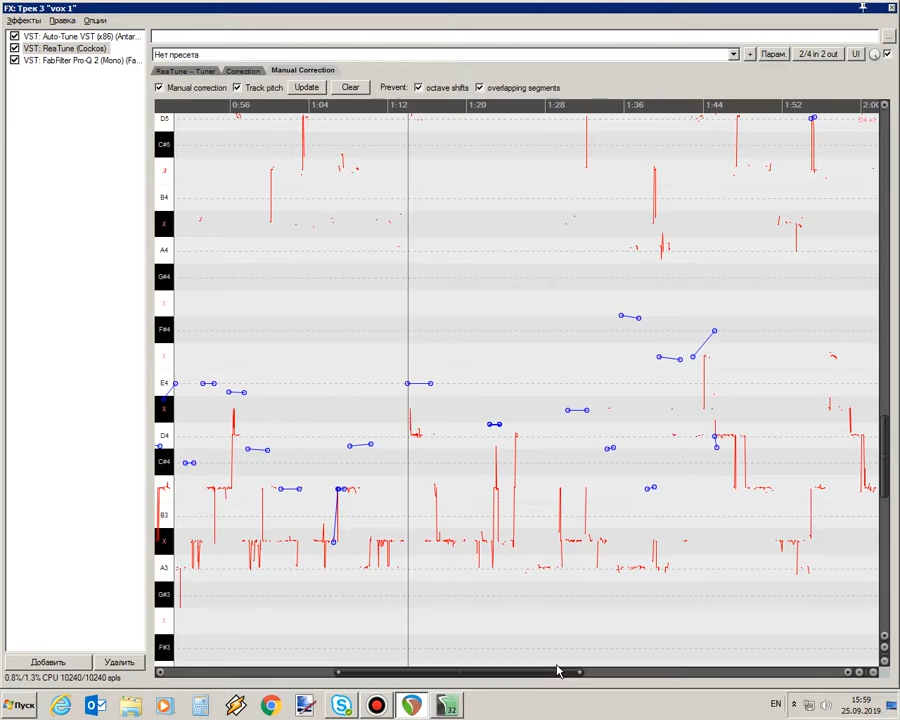 FX: Трек 3 "vox 1"
Эффекты Правка Опции
VST: Auto-Tune VST (x86) (Antar...
VST: ReaTune (Cockos)
VST: FabFilter Pro-Q 2 (Mono) (Fa...
...
Нет пресета
+ Парам. 2/4 in 2 out UI
ReaTune -- Tuner Correction Manual Correction
Manual correction Track pitch Update Clear Prevent: octave shifts overlapping segments
0:56 1:04 1:12 1:20 1:28 1:36 1:44 1:52 2:00
D5
C#5
B4
X
A4
G#4
X
F#4
X
E4
X
D4
C#4
B3
X
A3
G#3
X
F#3
Добавить Удалить
0.8%/1.3% CPU 10240/10240 spls
Пуск
32
EN
15:59
25.09.2019